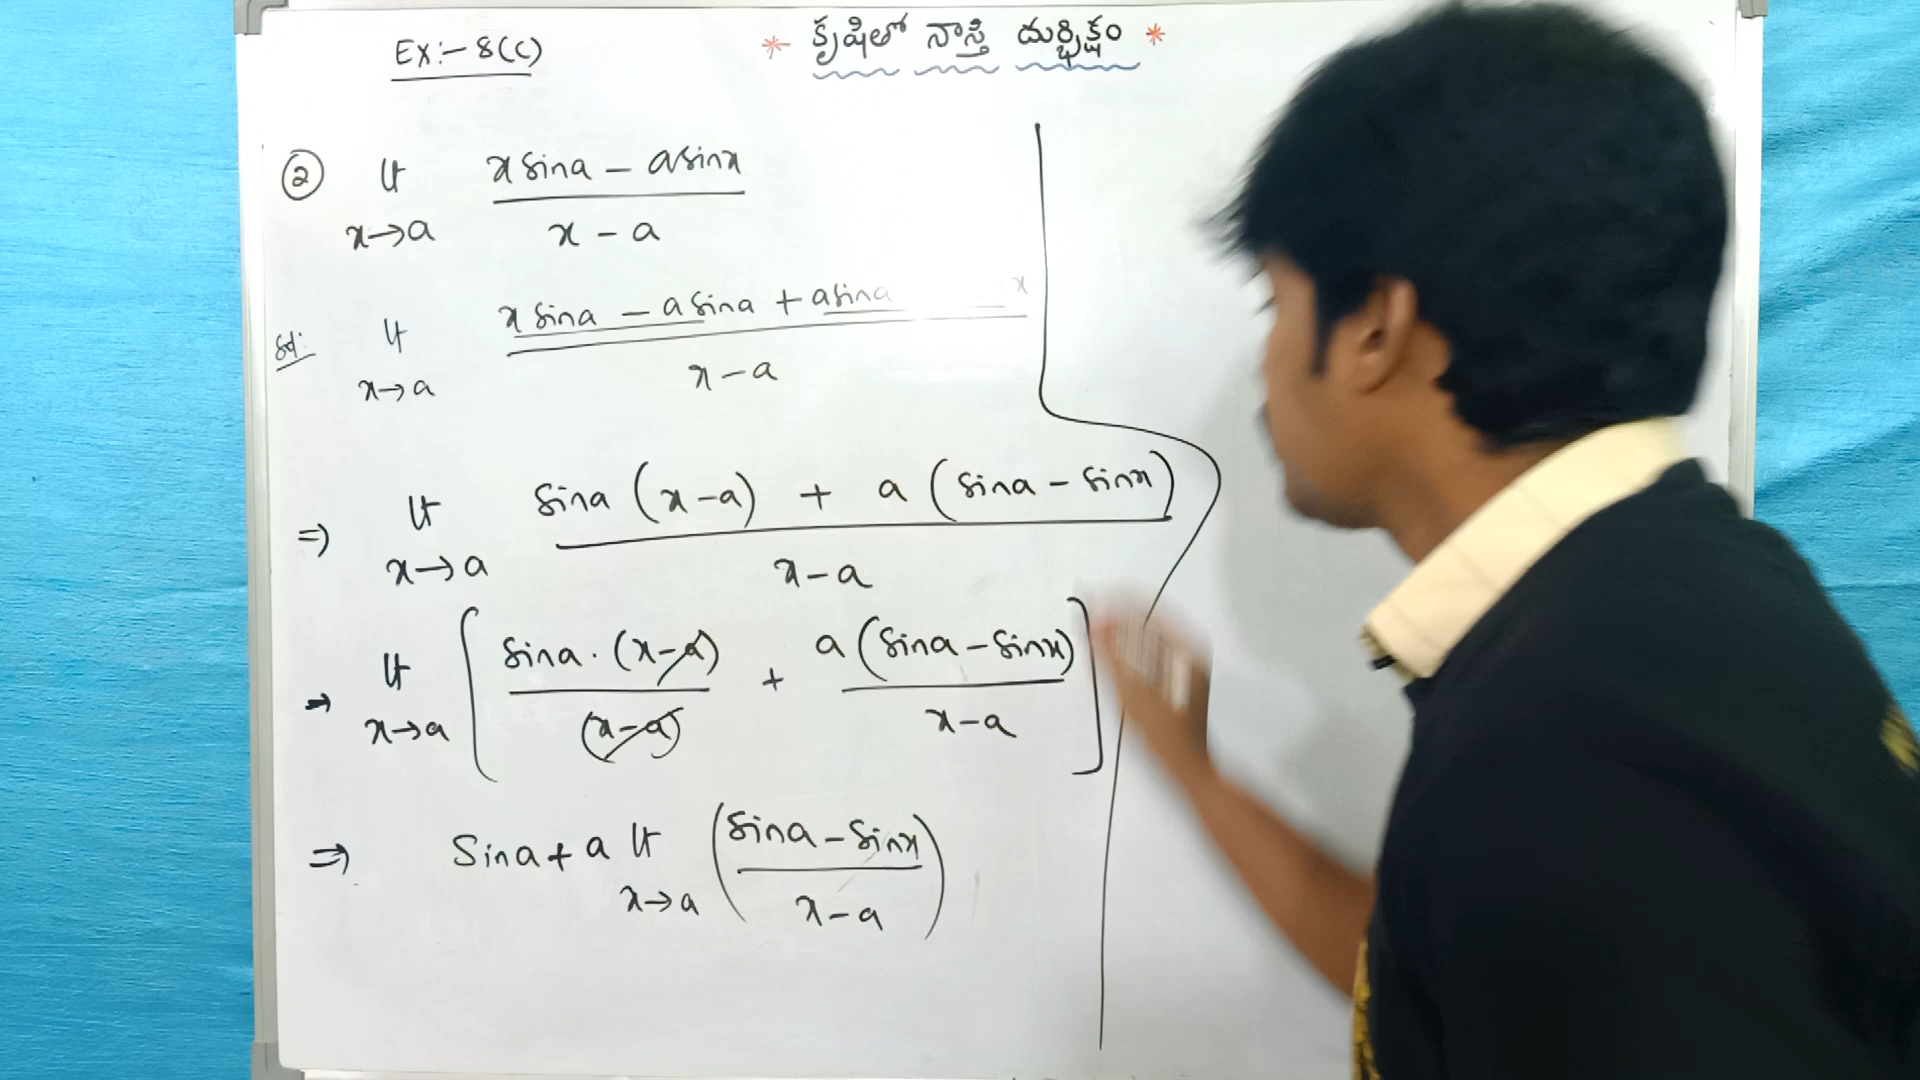 Ex:- 8(c)
* కృషితో నాస్తి దుర్భిక్షం *
② lt x→a (x sina - a sinx) / (x - a)
Sol: lt x→a (x sina - a sina + a sina x) / (x - a)
=> lt x→a (sina (x-a) + a (sina - sinx)) / (x-a)
→ lt x→a [ (sina . (x-a)) / (x-a) + (a (sina - sinx)) / (x-a) ]
=> Sina + a lt x→a ( (sina - sinx) / (x-a) )